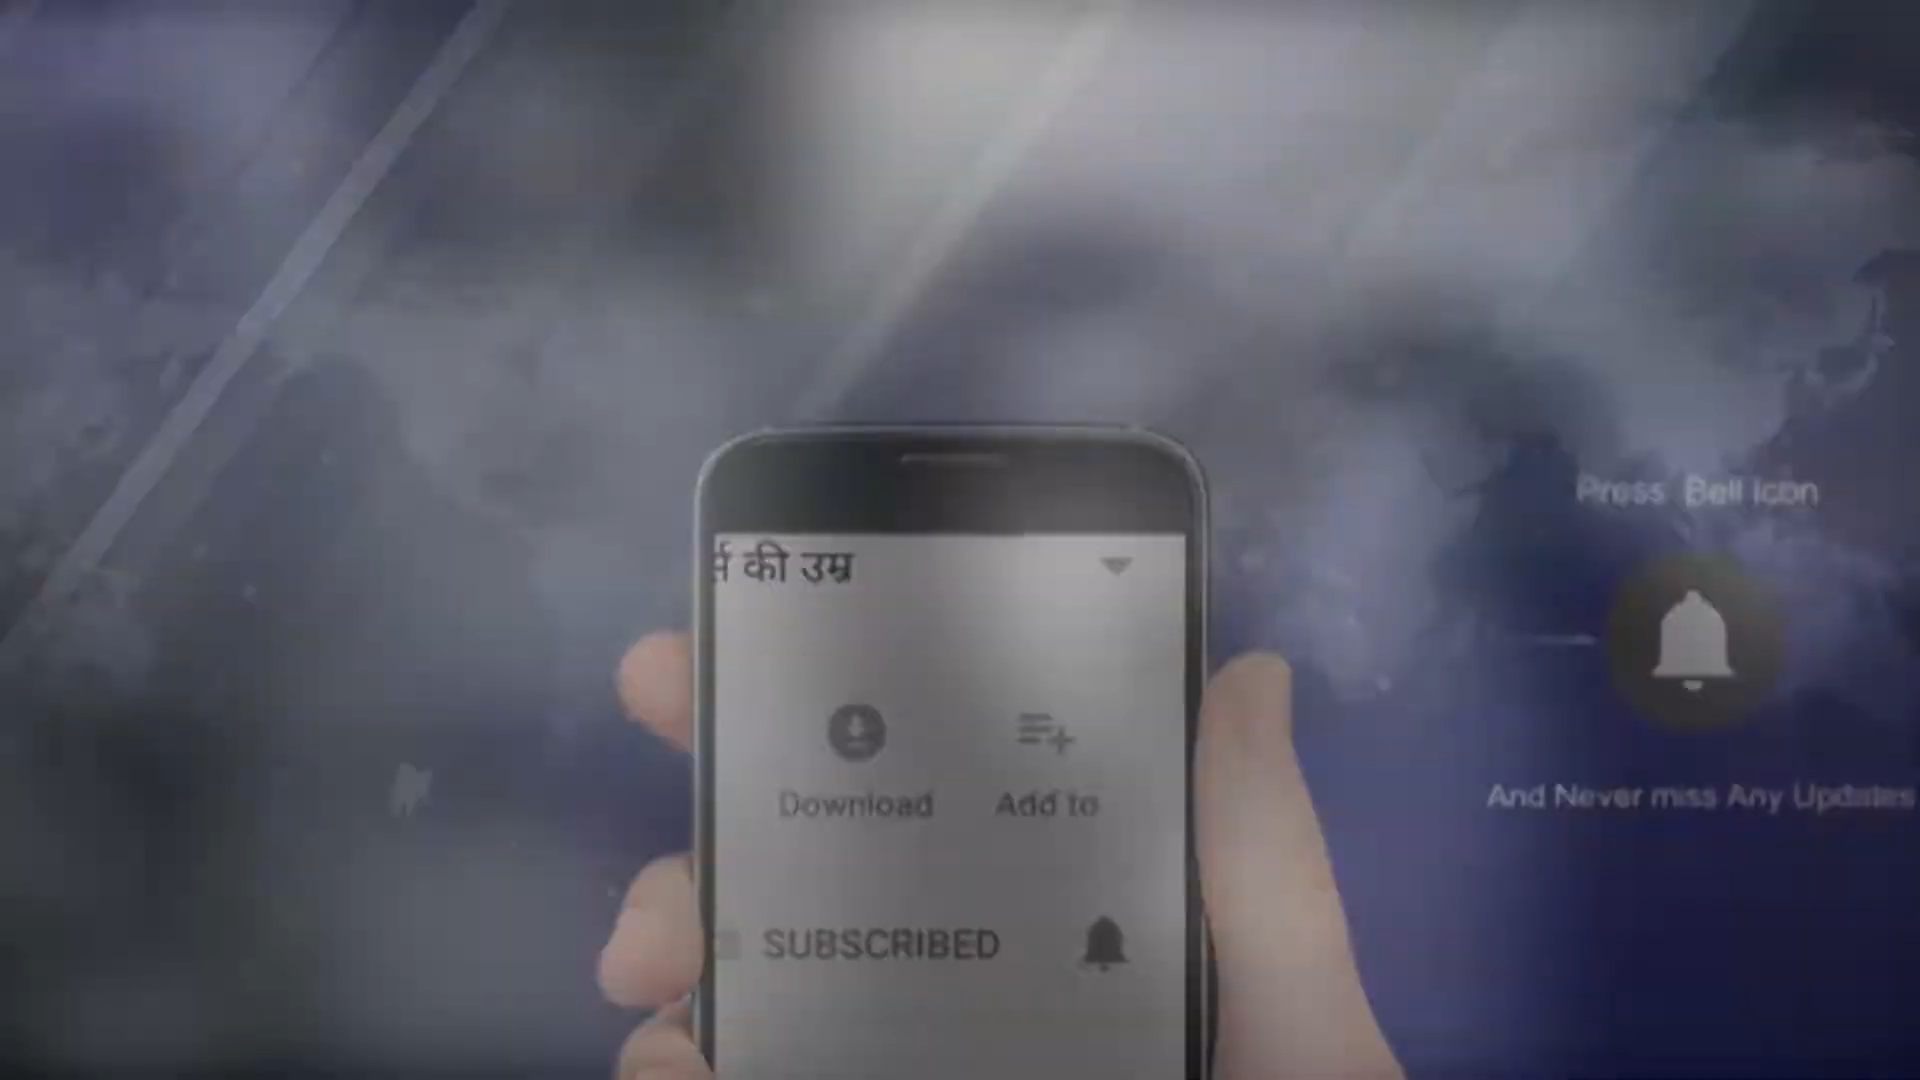 र्स की उम्र
Download
Add to
SUBSCRIBED
Press Bell Icon
And Never miss Any Updates